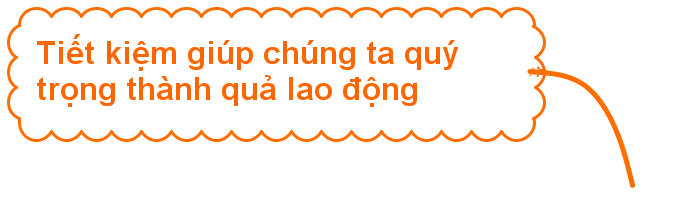 Tiết kiệm giúp chúng ta quý
trọng thành quả lao động